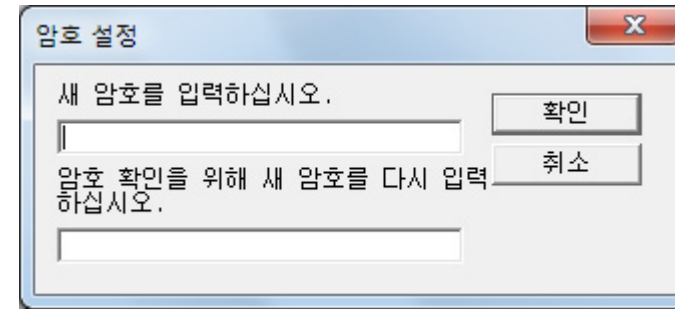 암호 설정
새 암호를 입력하십시오.
확인
취소
암호 확인을 위해 새 암호를 다시 입력
하십시오.